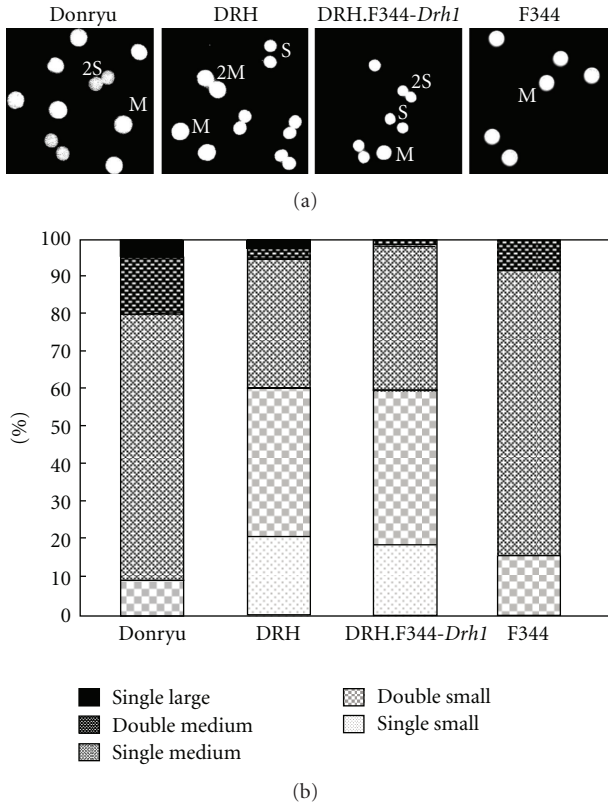 Donryu DRH DRH.F344-Drh1 F344
2S M
S 2M M
2S S M
M
(a)
100
90
80
70
60
50
40
30
20
10
0
(%)
Donryu DRH DRH.F344-Drh1 F344
Single large
Double medium
Single medium
Double small
Single small
(b)